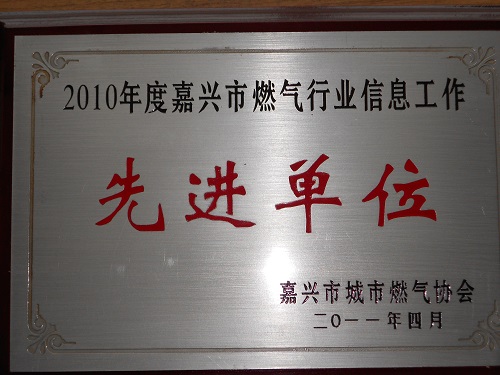 2010年度嘉兴市燃气行业信息工作
先进单位
嘉兴市城市燃气协会
二〇一一年四月